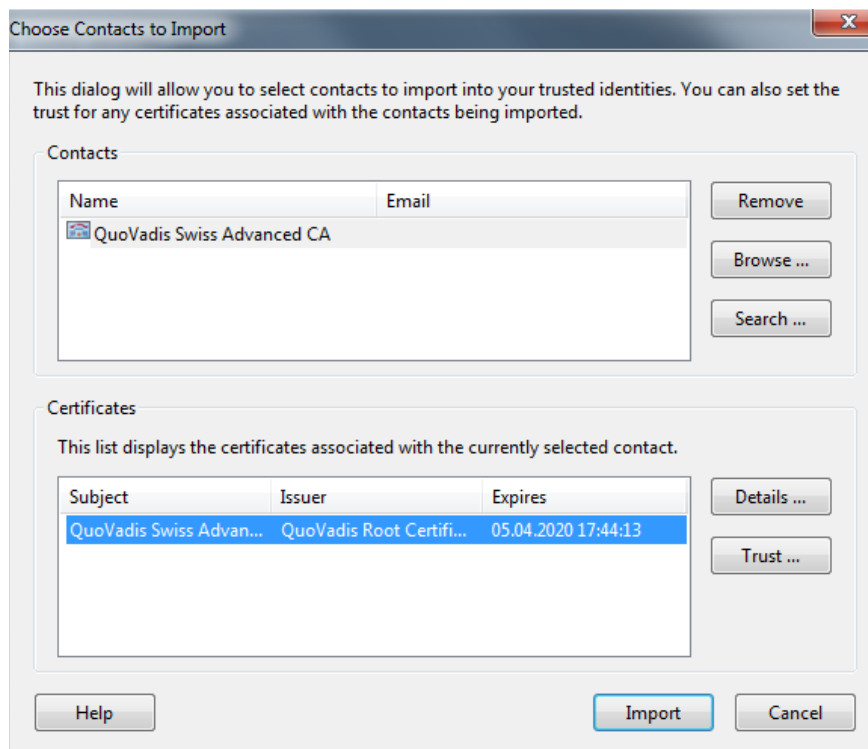 Choose Contacts to Import
This dialog will allow you to select contacts to import into your trusted identities. You can also set the
trust for any certificates associated with the contacts being imported.
Contacts
Name Email
QuoVadis Swiss Advanced CA
Remove
Browse ...
Search ...
Certificates
This list displays the certificates associated with the currently selected contact.
Subject Issuer Expires
QuoVadis Swiss Advan... QuoVadis Root Certifi... 05.04.2020 17:44:13
Details ...
Trust ...
Help Import Cancel